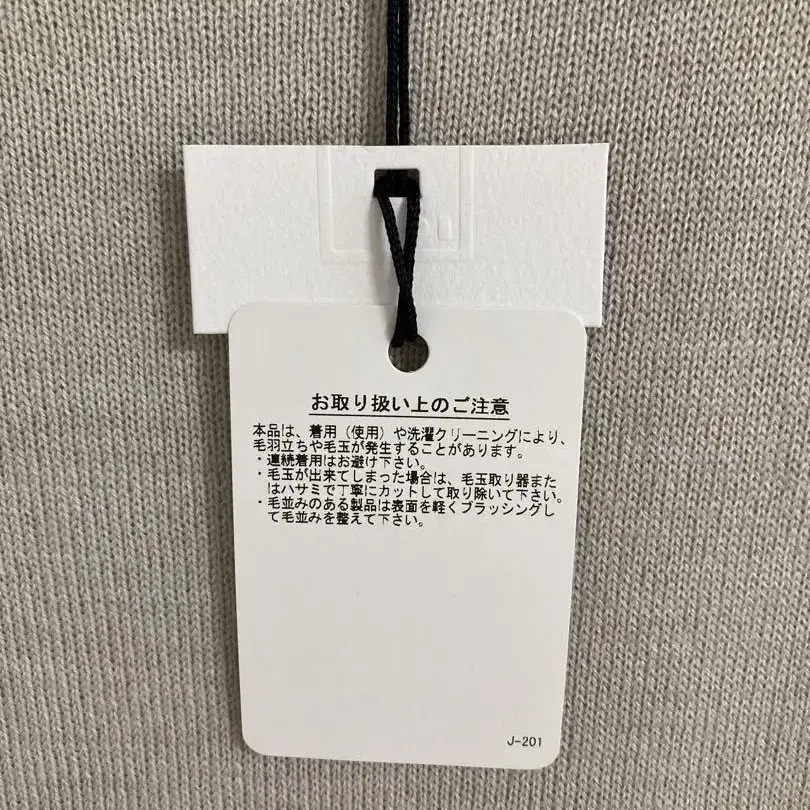 お取り扱い上のご注意
本品は、着用（使用）や洗濯クリーニングにより、
毛羽立ちや毛玉が発生することがあります。
・連続着用はお避け下さい。
・毛玉が出来てしまった場合は、毛玉取り器また
はハサミで丁寧にカットして取り除いて下さい。
・毛並みのある製品は表面を軽くブラッシングし
て毛並みを整えて下さい。
J-201